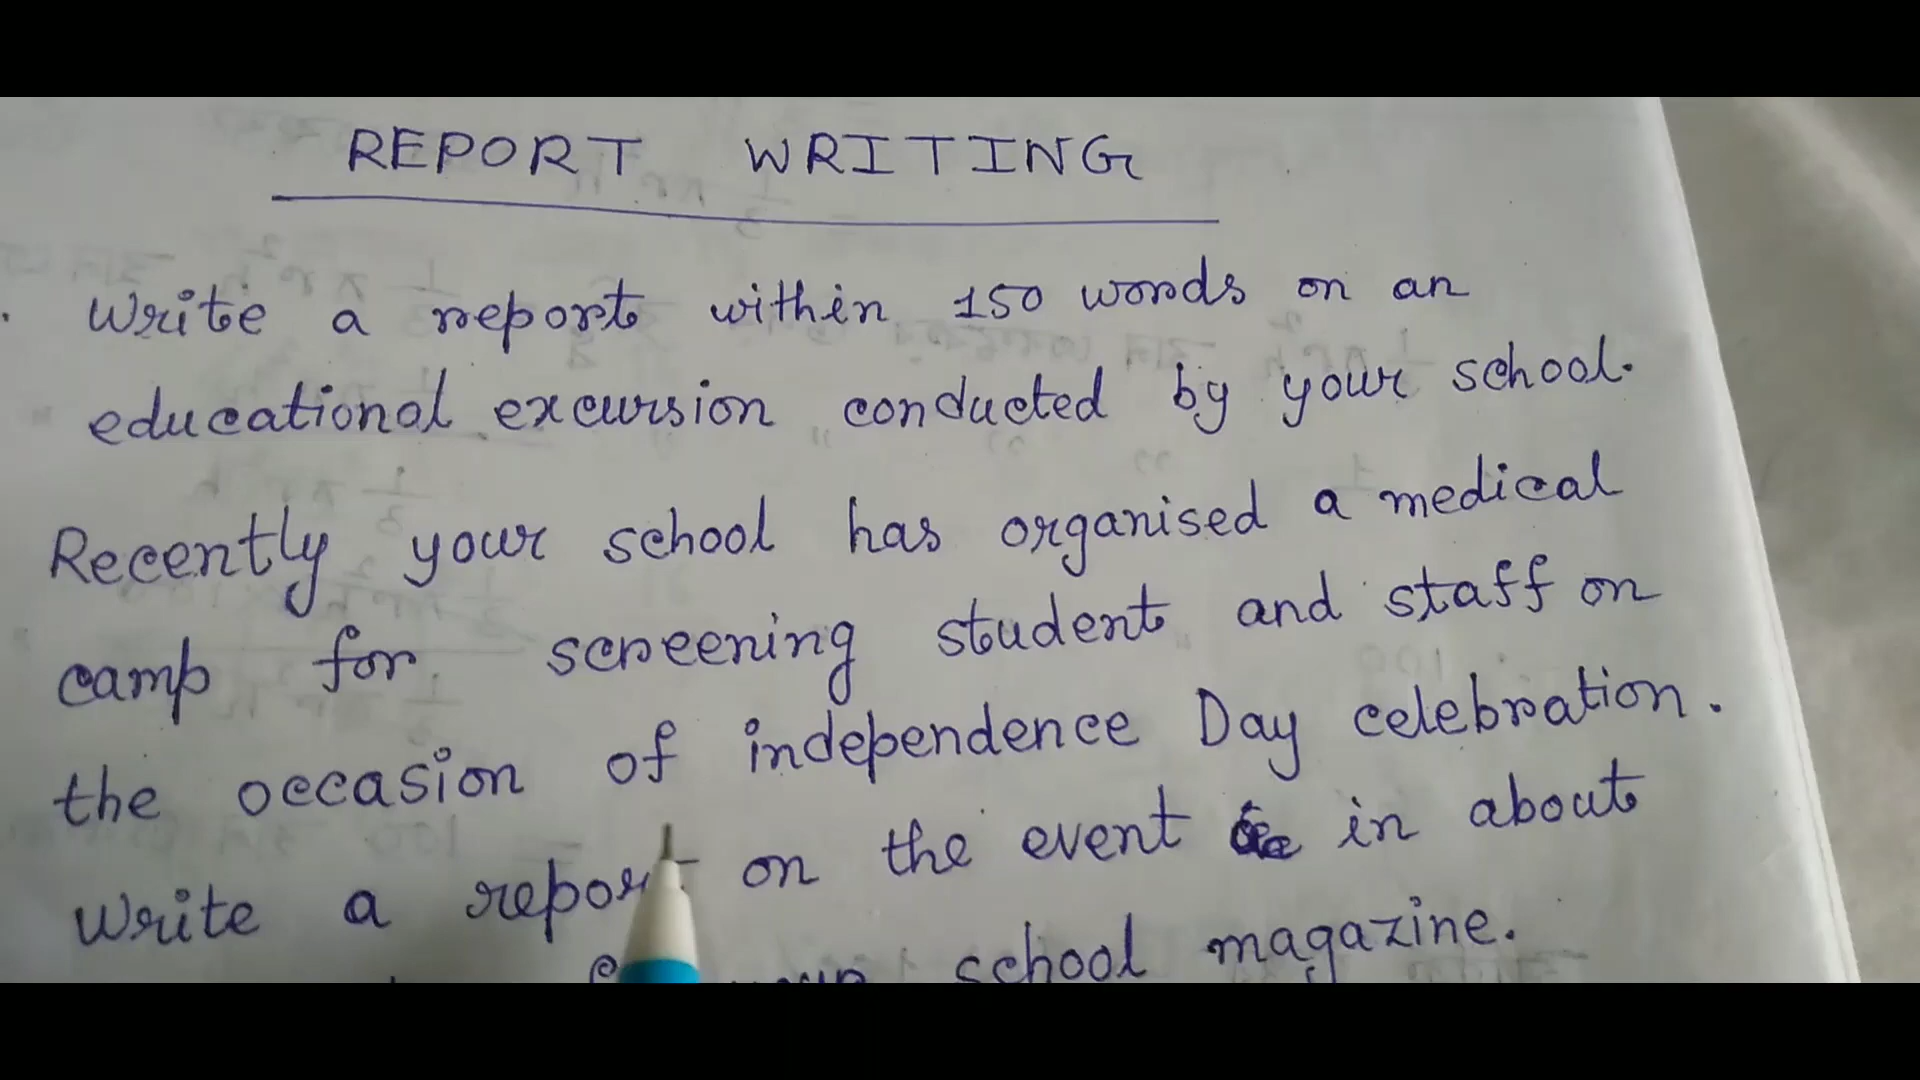 REPORT WRITING
. Write a report within 150 words on an
educational excursion conducted by your school.
Recently your school has organised a medical
camp for screening student and staff on
the occasion of independence Day celebration.
Write a report on the event in about
school magazine.